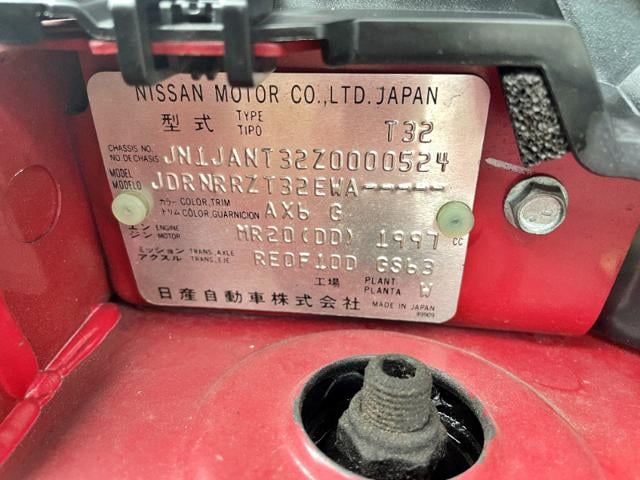 NISSAN MOTOR CO.,LTD.JAPAN
型式 TYPE TIPO T32
CHASSIS NO. NO.DE CHASIS JN1JANT32Z0000524
MODEL MODELO JDRNRRZT32EWA-----
カラー COLOR,TRIM トリム COLOR,GUARNICION AX6 G
エンジン ENGINE MOTOR MR20(DD) 1997 CC
ミッション TRANS.,AXLE アクスル TRANS.,EJE RE0F10D GS63
工場 PLANT PLANTA W
日産自動車株式会社 MADE IN JAPAN